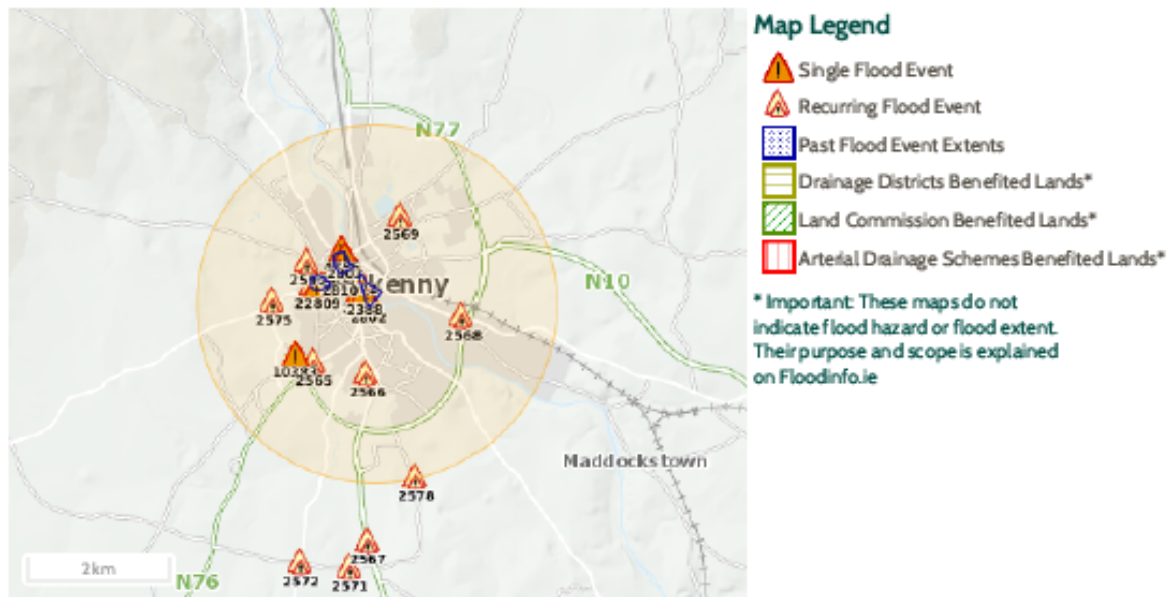 Map Legend
Single Flood Event
Recurring Flood Event
Past Flood Event Extents
Drainage Districts Benefited Lands*
Land Commission Benefited Lands*
Arterial Drainage Schemes Benefited Lands*
* Important: These maps do not
indicate flood hazard or flood extent.
Their purpose and scope is explained
on FloodInfo.ie
N77
2569
kenny
N10
22809
2575
2568
10383
2565
2566
Maddockstown
2578
2567
2572
2571
2km
N76